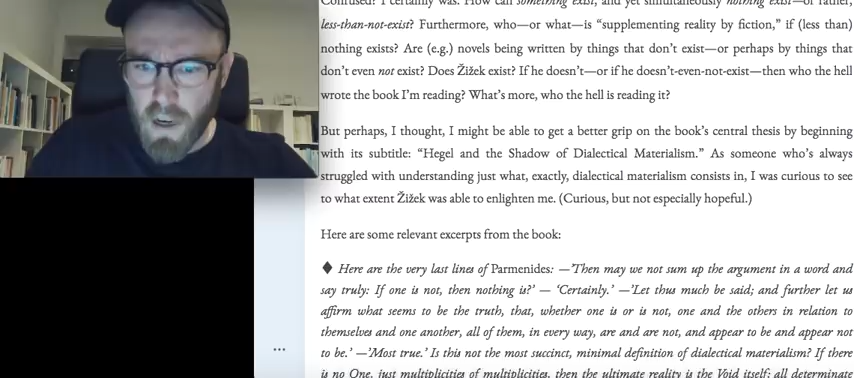 Confused? I certainly was. How can something exist, and yet simultaneously nothing exist—or rather,
less-than-not-exist? Furthermore, who—or what—is “supplementing reality by fiction,” if (less than)
nothing exists? Are (e.g.) novels being written by things that don’t exist—or perhaps by things that
don’t even not exist? Does Žižek exist? If he doesn’t—or if he doesn’t-even-not-exist—then who the hell
wrote the book I’m reading? What’s more, who the hell is reading it?
But perhaps, I thought, I might be able to get a better grip on the book’s central thesis by beginning
with its subtitle: “Hegel and the Shadow of Dialectical Materialism.” As someone who’s always
struggled with understanding just what, exactly, dialectical materialism consists in, I was curious to see
to what extent Žižek was able to enlighten me. (Curious, but not especially hopeful.)
Here are some relevant excerpts from the book:
♦ Here are the very last lines of Parmenides: —’Then may we not sum up the argument in a word and
say truly: If one is not, then nothing is?’ — ‘Certainly.’ —’Let thus much be said; and further let us
affirm what seems to be the truth, that, whether one is or is not, one and the others in relation to
themselves and one another, all of them, in every way, are and are not, and appear to be and appear not
to be.’ —’Most true.’ Is this not the most succinct, minimal definition of dialectical materialism? If there
is no One, just multiplicities of multiplicities, then the ultimate reality is the Void itself; all determinate